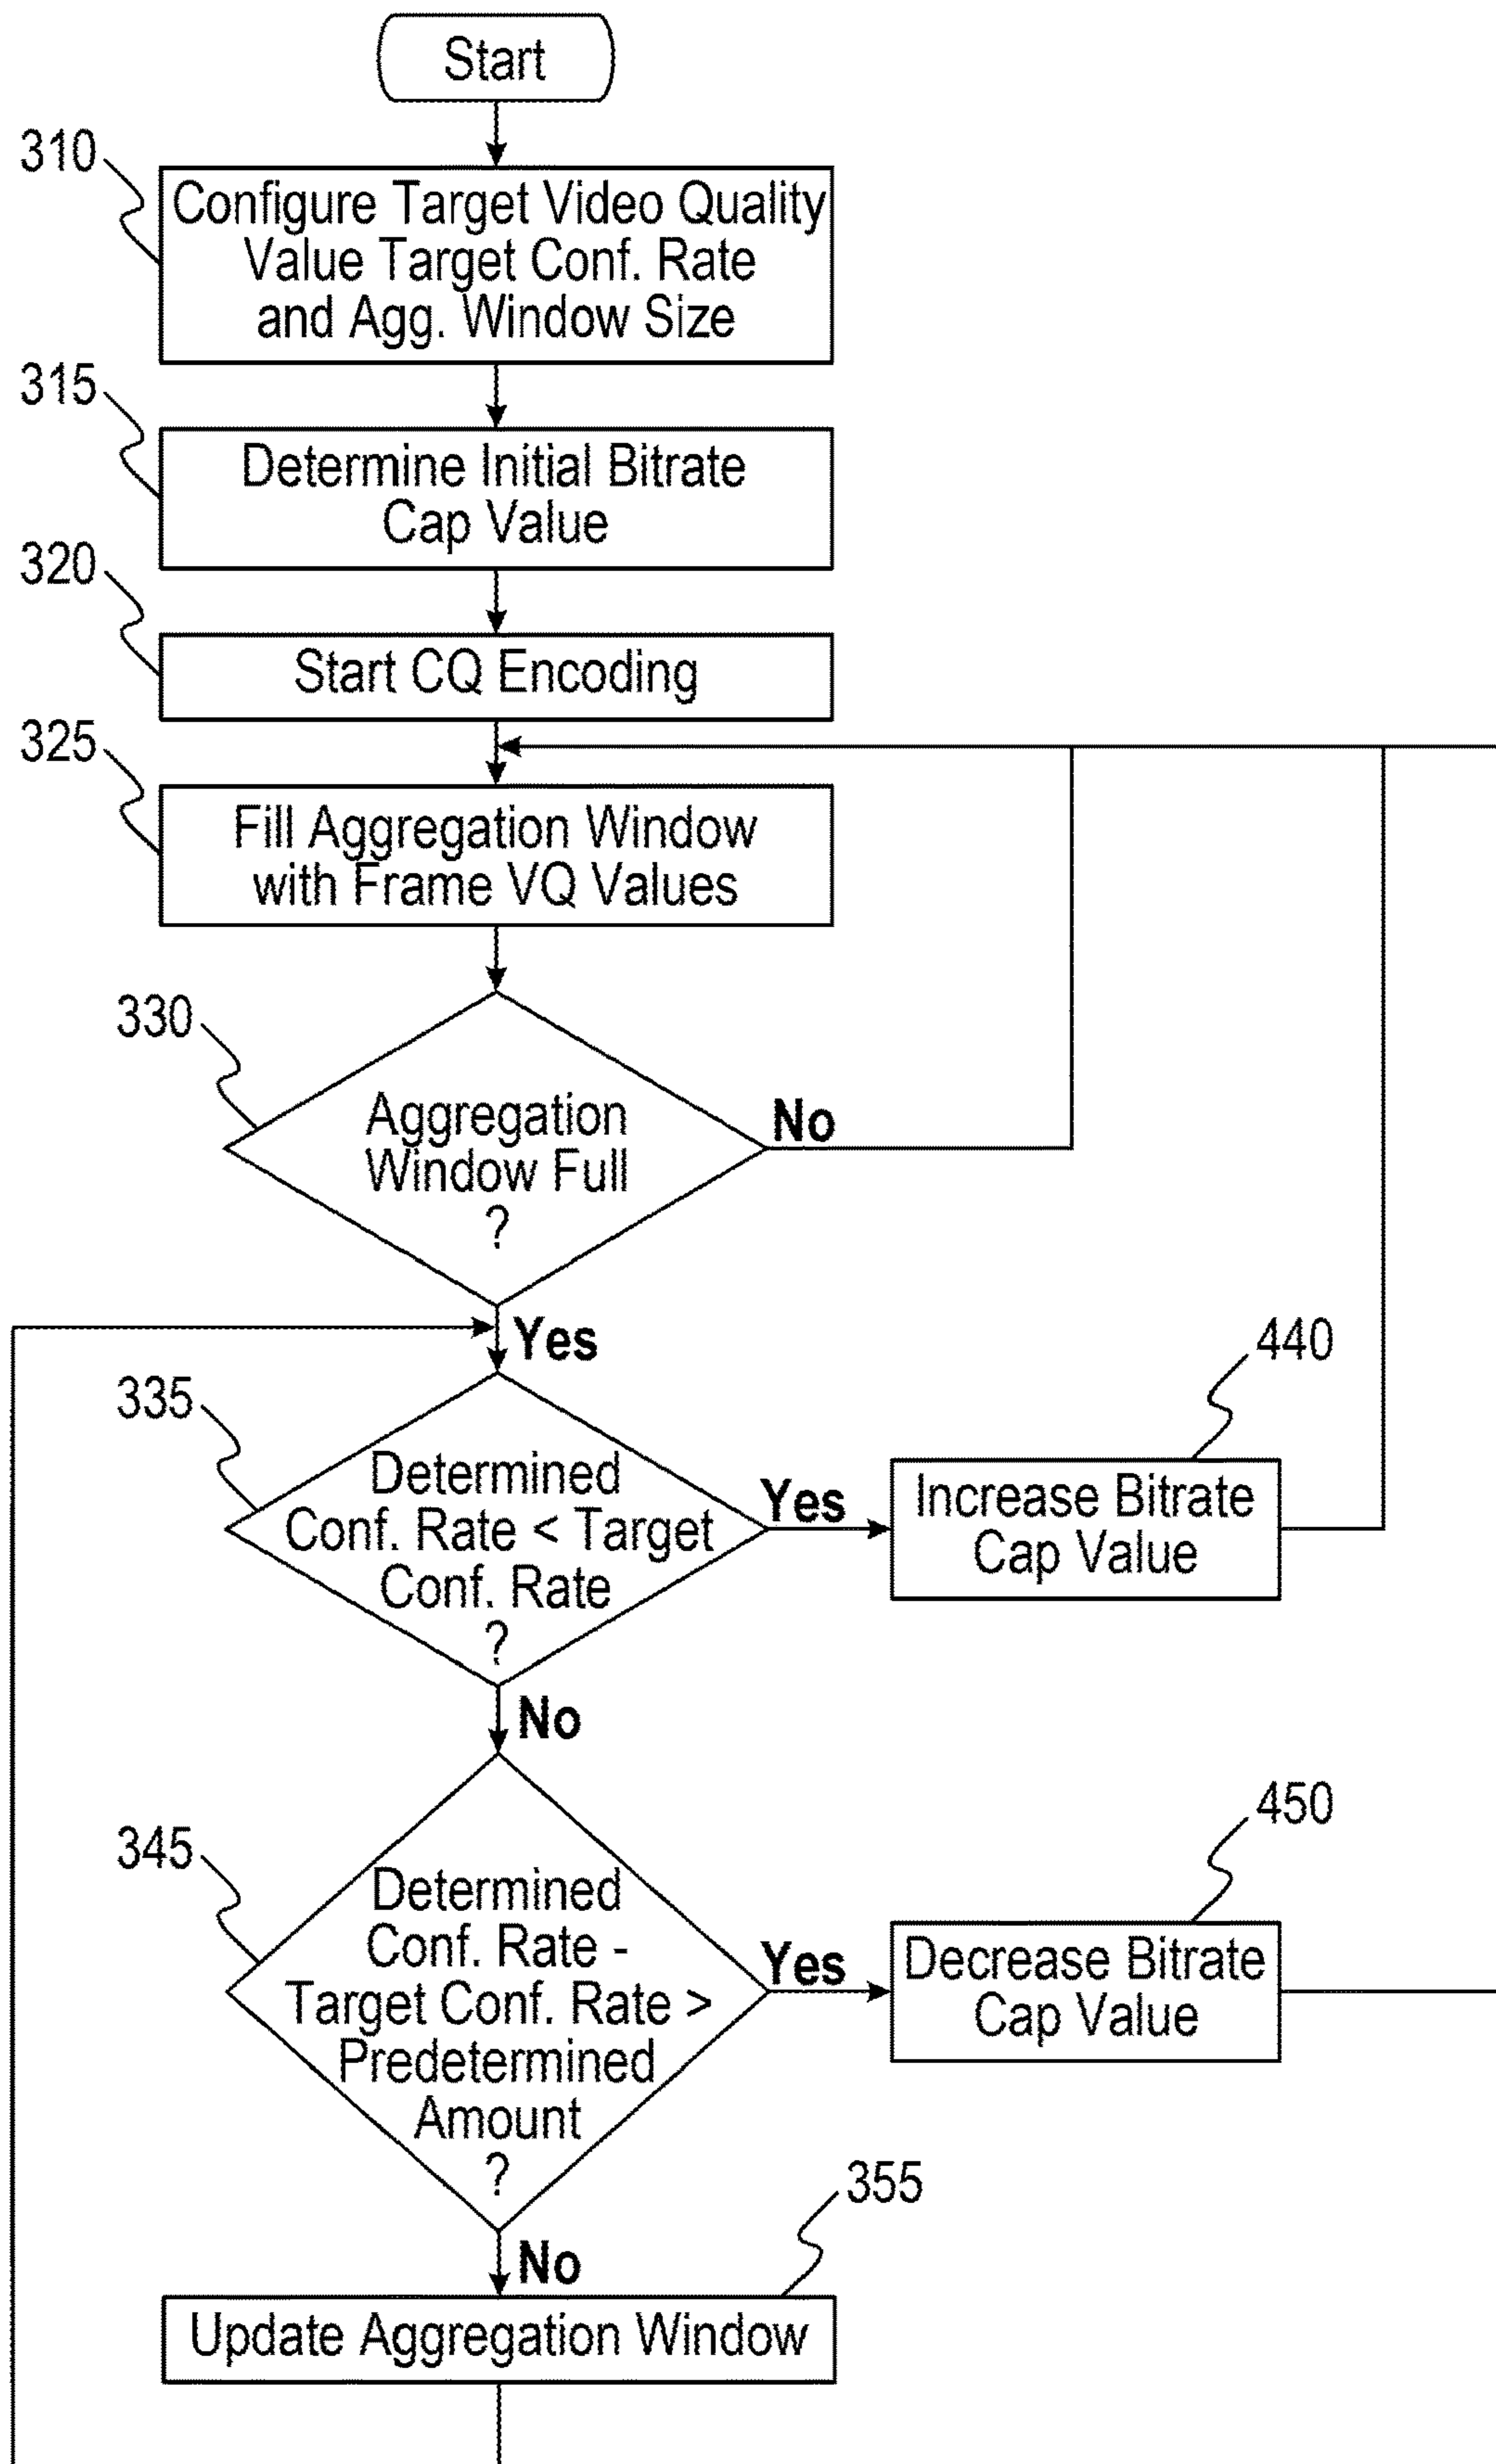 Start
310
Configure Target Video Quality
Value Target Conf. Rate
and Agg. Window Size
315
Determine Initial Bitrate
Cap Value
320
Start CQ Encoding
325
Fill Aggregation Window
with Frame VQ Values
330
Aggregation
Window Full
?
No
Yes
335
Determined
Conf. Rate < Target
Conf. Rate
?
Yes
440
Increase Bitrate
Cap Value
No
345
Determined
Conf. Rate -
Target Conf. Rate >
Predetermined
Amount
?
Yes
450
Decrease Bitrate
Cap Value
No
355
Update Aggregation Window